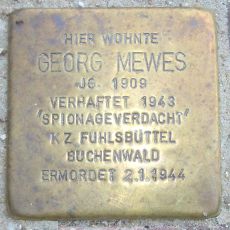 HIER WOHNTE
GEORG MEWES
JG. 1909
VERHAFTET 1943
'SPIONAGEVERDACHT'
KZ FUHLSBÜTTEL
BUCHENWALD
ERMORDET 2.1.1944